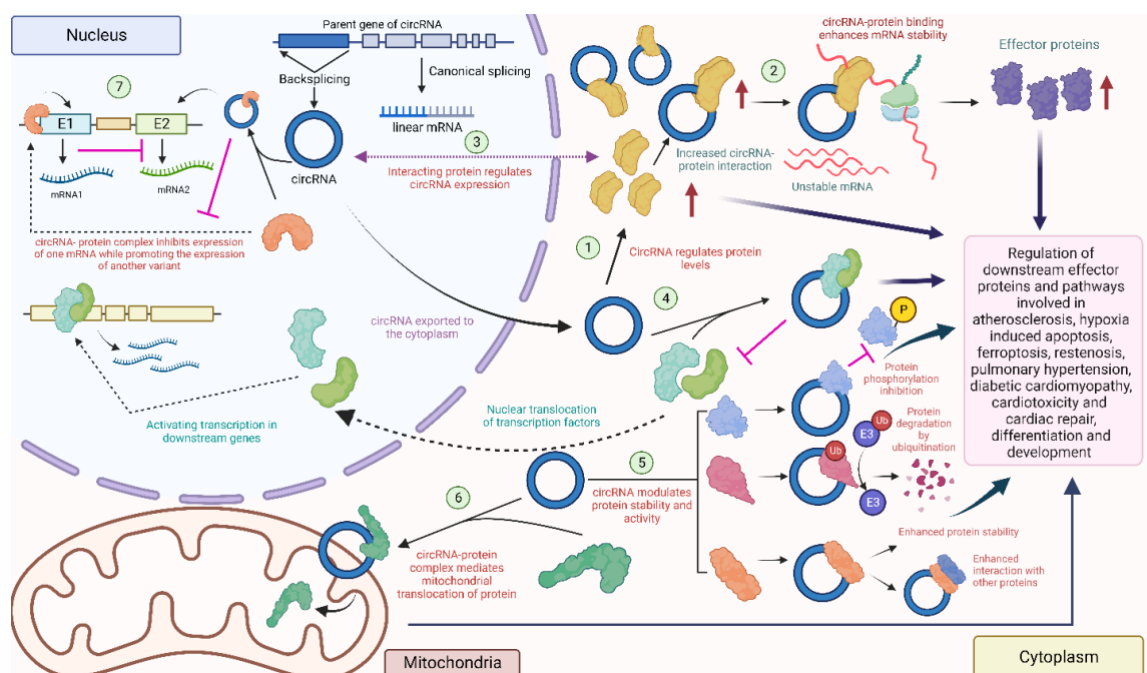 Nucleus
Parent gene of circRNA
Backsplicing
Canonical splicing
linear mRNA
circRNA
7
E1
E2
mRNA1
mRNA2
circRNA- protein complex inhibits expression
of one mRNA while promoting the expression
of another variant
3
Interacting protein regulates
circRNA expression
circRNA exported to
the cytoplasm
Activating transcription in
downstream genes
Nuclear translocation
of transcription factors
circRNA-protein binding
enhances mRNA stability
2
Effector proteins
Increased circRNA-
protein interaction
Unstable mRNA
1
CircRNA regulates protein
levels
4
P
Protein
phosphorylation
inhibition
Ub
E3
Protein
degradation
by
ubiquitination
Ub
E3
5
circRNA modulates
protein stability and
activity
Enhanced protein stability
Enhanced
interaction with
other proteins
6
circRNA-protein
complex mediates
mitochondrial
translocation of protein
Regulation of
downstream effector
proteins and pathways
involved in
atherosclerosis, hypoxia
induced apoptosis,
ferroptosis, restenosis,
pulmonary hypertension,
diabetic cardiomyopathy,
cardiotoxicity and
cardiac repair,
differentiation and
development
Mitochondria
Cytoplasm